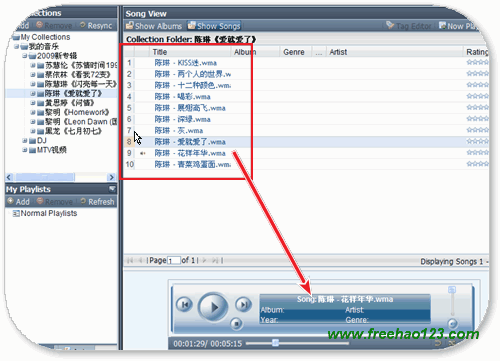 Collections
Song View
Add Remove Resync
Show Albums Show Songs
Tag Editor Now Play
Collection Folder: 陈琳《爱就爱了》
My Collections
我的音乐
2009新专辑
苏慧伦《苏情时间199
蔡依林《看我72变》
陈慧琪《闪亮每一天》
陈琳《爱就爱了》
黄思婷《问情》
黎明《Homework》
黎明《Leon Dawn (国
黑龙《七月初七》
DJ
MTV视频
Title Album Genre ... Artist Rating
1 陈琳 - KISS迷.wma
2 陈琳 - 两个人的世界.w
3 陈琳 - 十二种颜色.wma
4 陈琳 - 喝彩.wma
5 陈琳 - 展翅高飞.wma
6 陈琳 - 深绿.wma
7 陈琳 - 灰.wma
8 陈琳 - 爱就爱了.wma
9 陈琳 - 花样年华.wma
10 陈琳 - 香菜鸡蛋面.wma
My Playlists
Add Remove Refresh
Normal Playlists
Page 1 of 1
Displaying Songs 1 -
Song:陈琳 - 花样年华.wma
Album: Artist:
Year: Genre:
00:01:29/ 00:05:15
www.freehao123.com